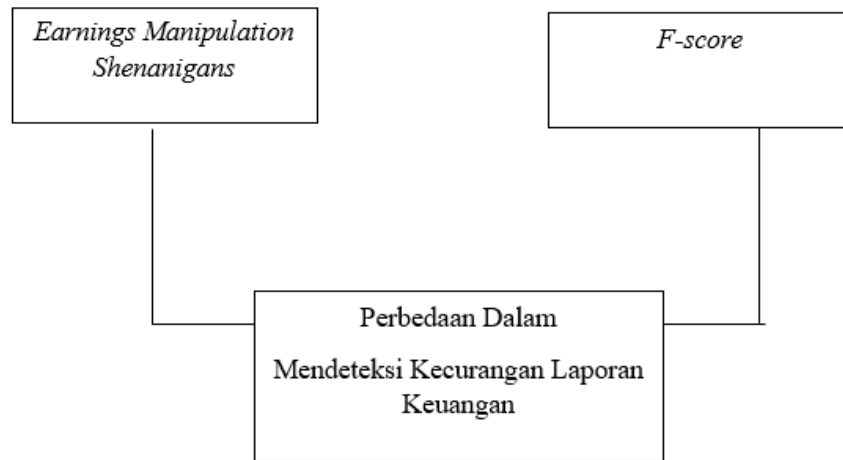 Earnings Manipulation
Shenanigans
F-score
Perbedaan Dalam
Mendeteksi Kecurangan Laporan
Keuangan